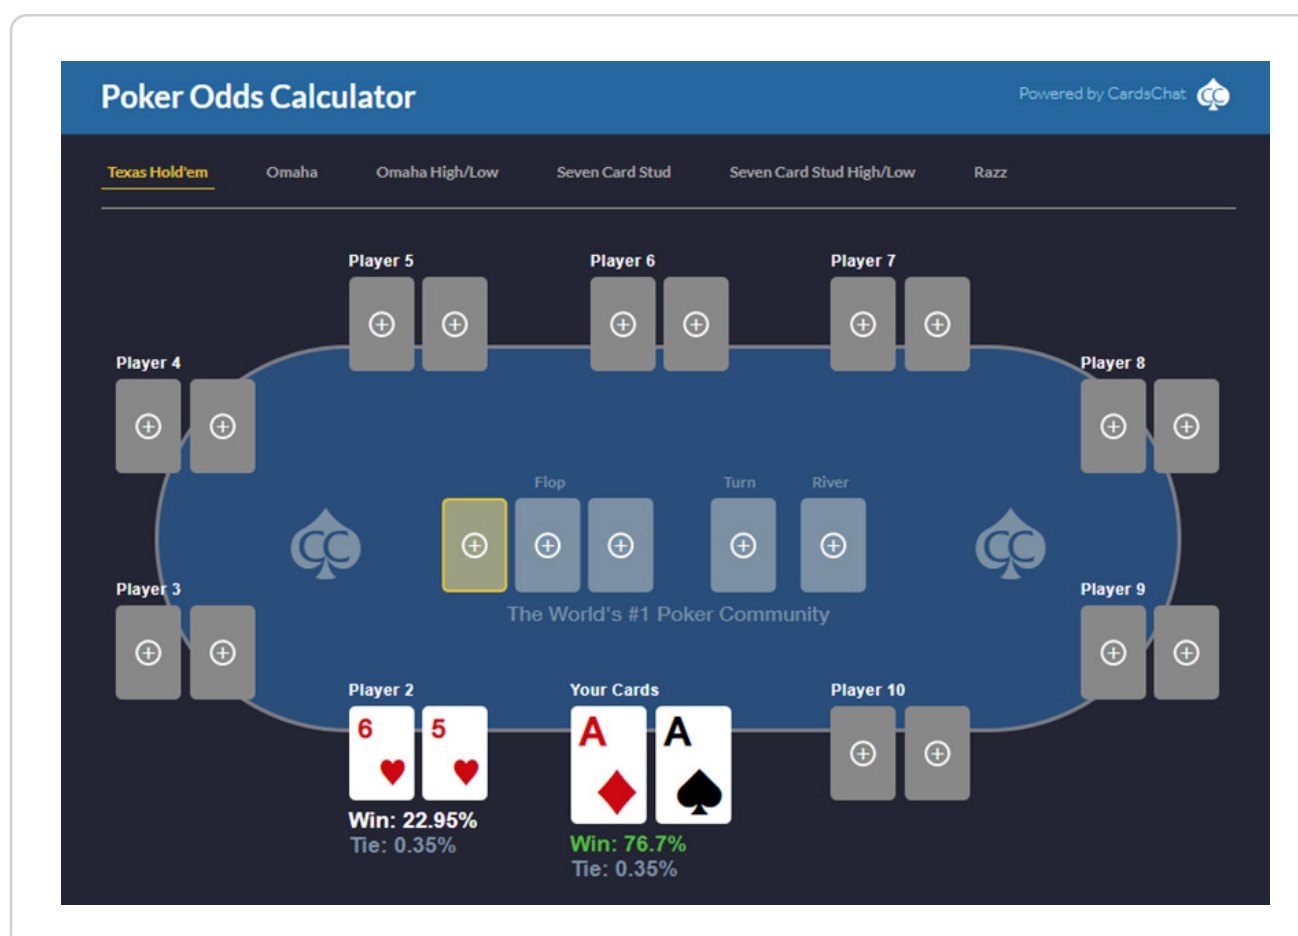 Poker Odds Calculator
Powered by CardsChat CC
Texas Hold'em Omaha Omaha High/Low Seven Card Stud Seven Card Stud High/Low Razz
Player 5 Player 6 Player 7
Player 4 Player 8
Flop Turn River
CC CC
Player 3 Player 9
The World's #1 Poker Community
Player 2 Your Cards Player 10
6 5 A A
Win: 22.95%
Tie: 0.35%
Win: 76.7%
Tie: 0.35%